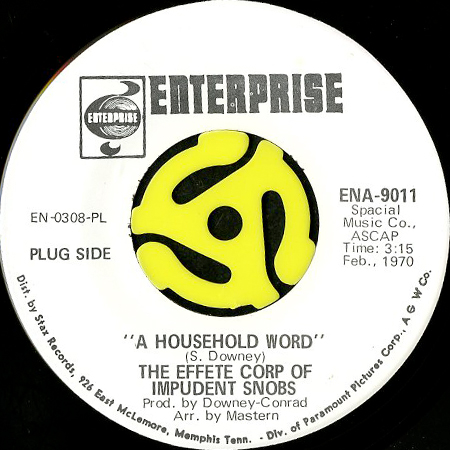 ENTERPRISE
ENTERPRISE
ENA-9011
Spacial
Music Co.,
ASCAP
Time: 3:15
Feb., 1970
EN-0308-PL
PLUG SIDE
"A HOUSEHOLD WORD"
(S. Downey)
THE EFFETE CORP OF
IMPUDENT SNOBS
Prod. by Downey-Conrad
Arr. by Mastern
Dist. by Stax Records, 926 East McLemore, Memphis Tenn. - Div. of Paramount Pictures Corp., A G W Co.